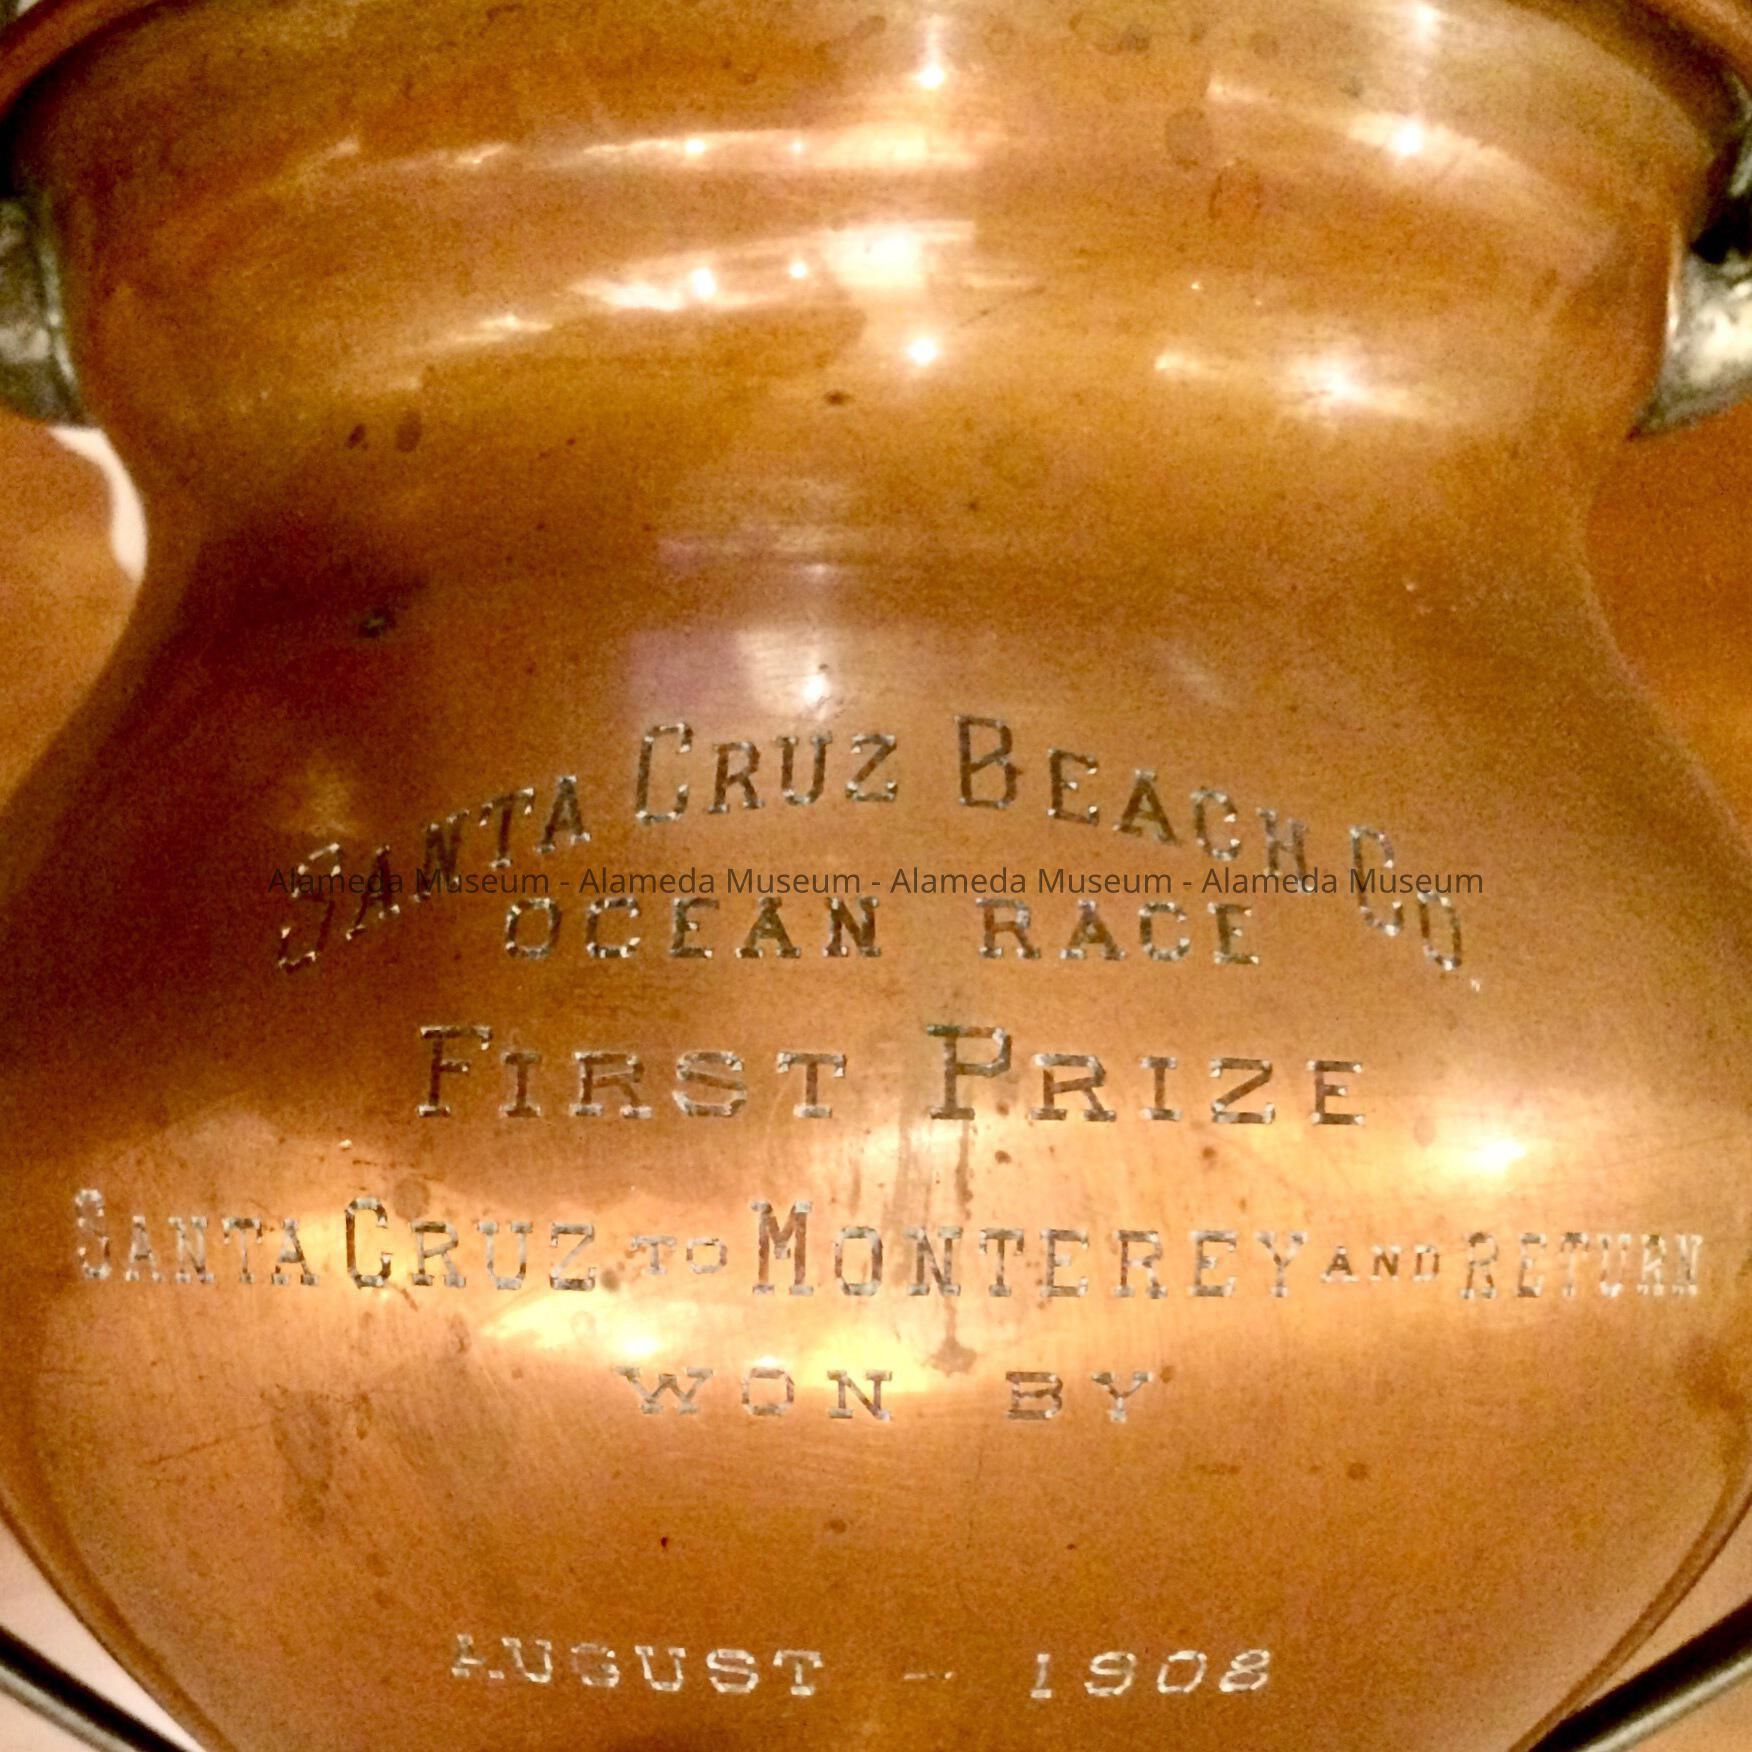 SANTA CRUZ BEACH CO.
Alameda Museum - Alameda Museum - Alameda Museum - Alameda Museum
OCEAN RACE
FIRST PRIZE
SANTA CRUZ TO MONTEREY AND RETURN
WON BY
AUGUST - 1908